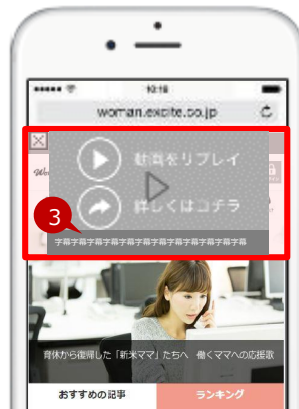 10:18
woman.excite.co.jp
動画をリプレイ
詳しくはコチラ
3
字幕字幕字幕字幕字幕字幕字幕字幕字幕字幕字幕字幕
育休から復帰した「新米ママ」たちへ 働くママへの応援歌
おすすめの記事
ランキング